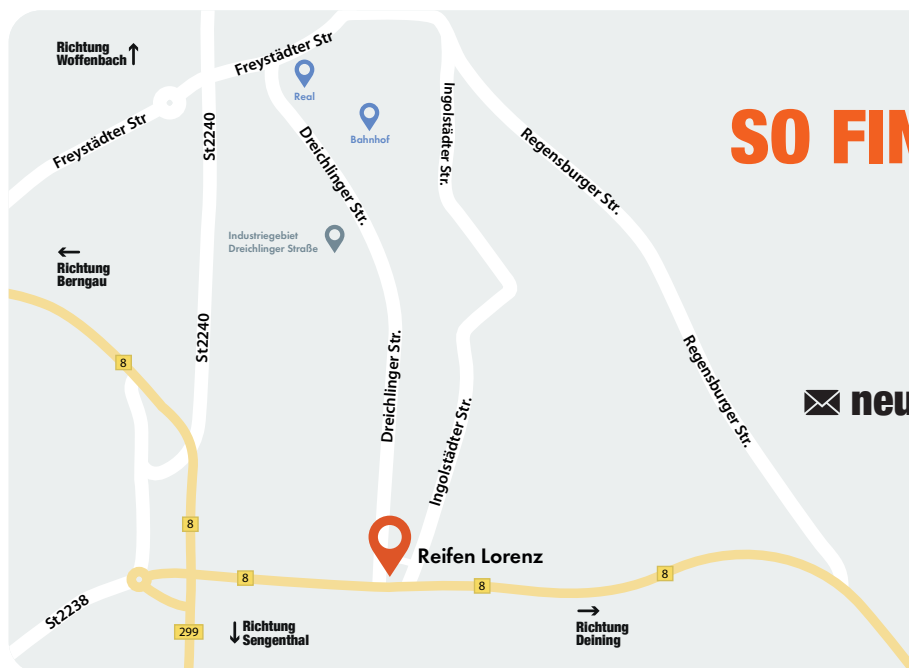 Richtung
Woffenbach
Freystädter Str
Real
Bahnhof
Freystädter Str
St2240
Ingolstädter Str.
Dreichlinger Str.
Regensburger Str.
SO FIN
Industriegebiet
Dreichlinger Straße
Richtung
Berngau
St2240
8
Dreichlinger Str.
Regensburger Str.
Ingolstädter Str.
neu
8
Reifen Lorenz
8
8
8
St2238
299
Richtung
Sengenthal
Richtung
Deining